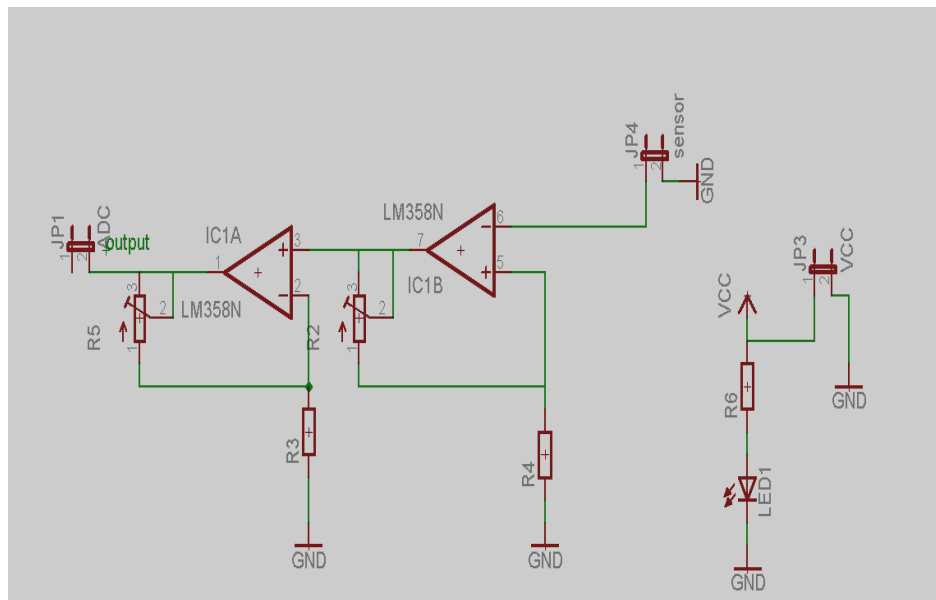 JP4
sensor
1
2
GND
LM358N
6
7
5
IC1B
JP1
ADC
output
1
2
IC1A
3
1
2
LM358N
R5
3
2
1
R2
3
2
1
R3
GND
R4
GND
JP3
VCC
1
2
VCC
GND
R6
LED1
GND